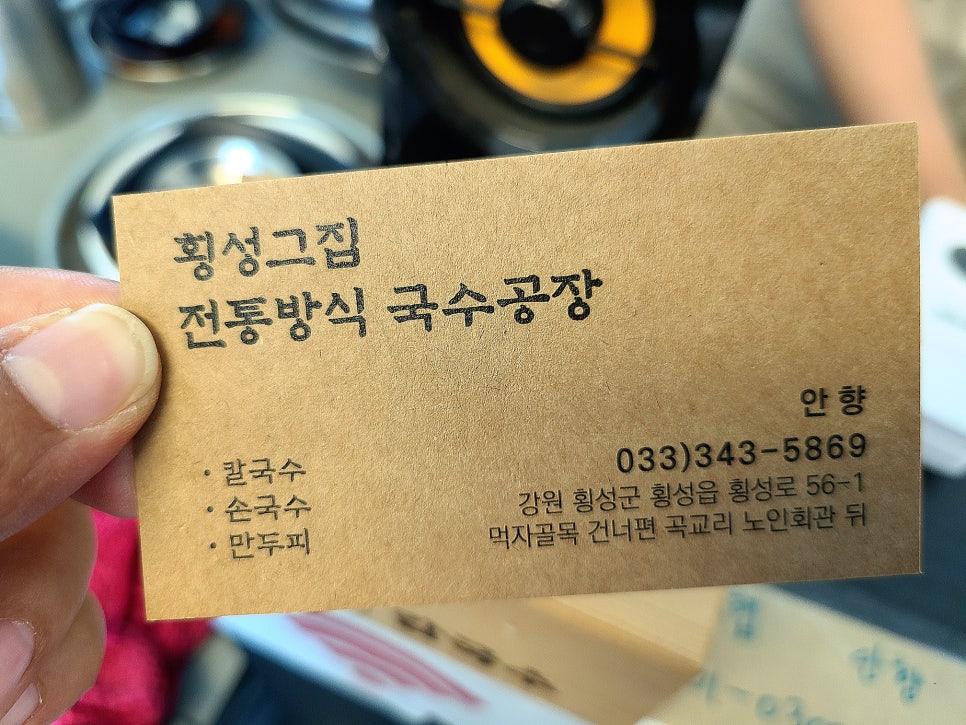 횡성그집
전통방식 국수공장
안 향
033)343-5869
강원 횡성군 횡성읍 횡성로 56-1
먹자골목 건너편 곡교리 노인회관 뒤
· 칼국수
· 손국수
· 만두피
안향